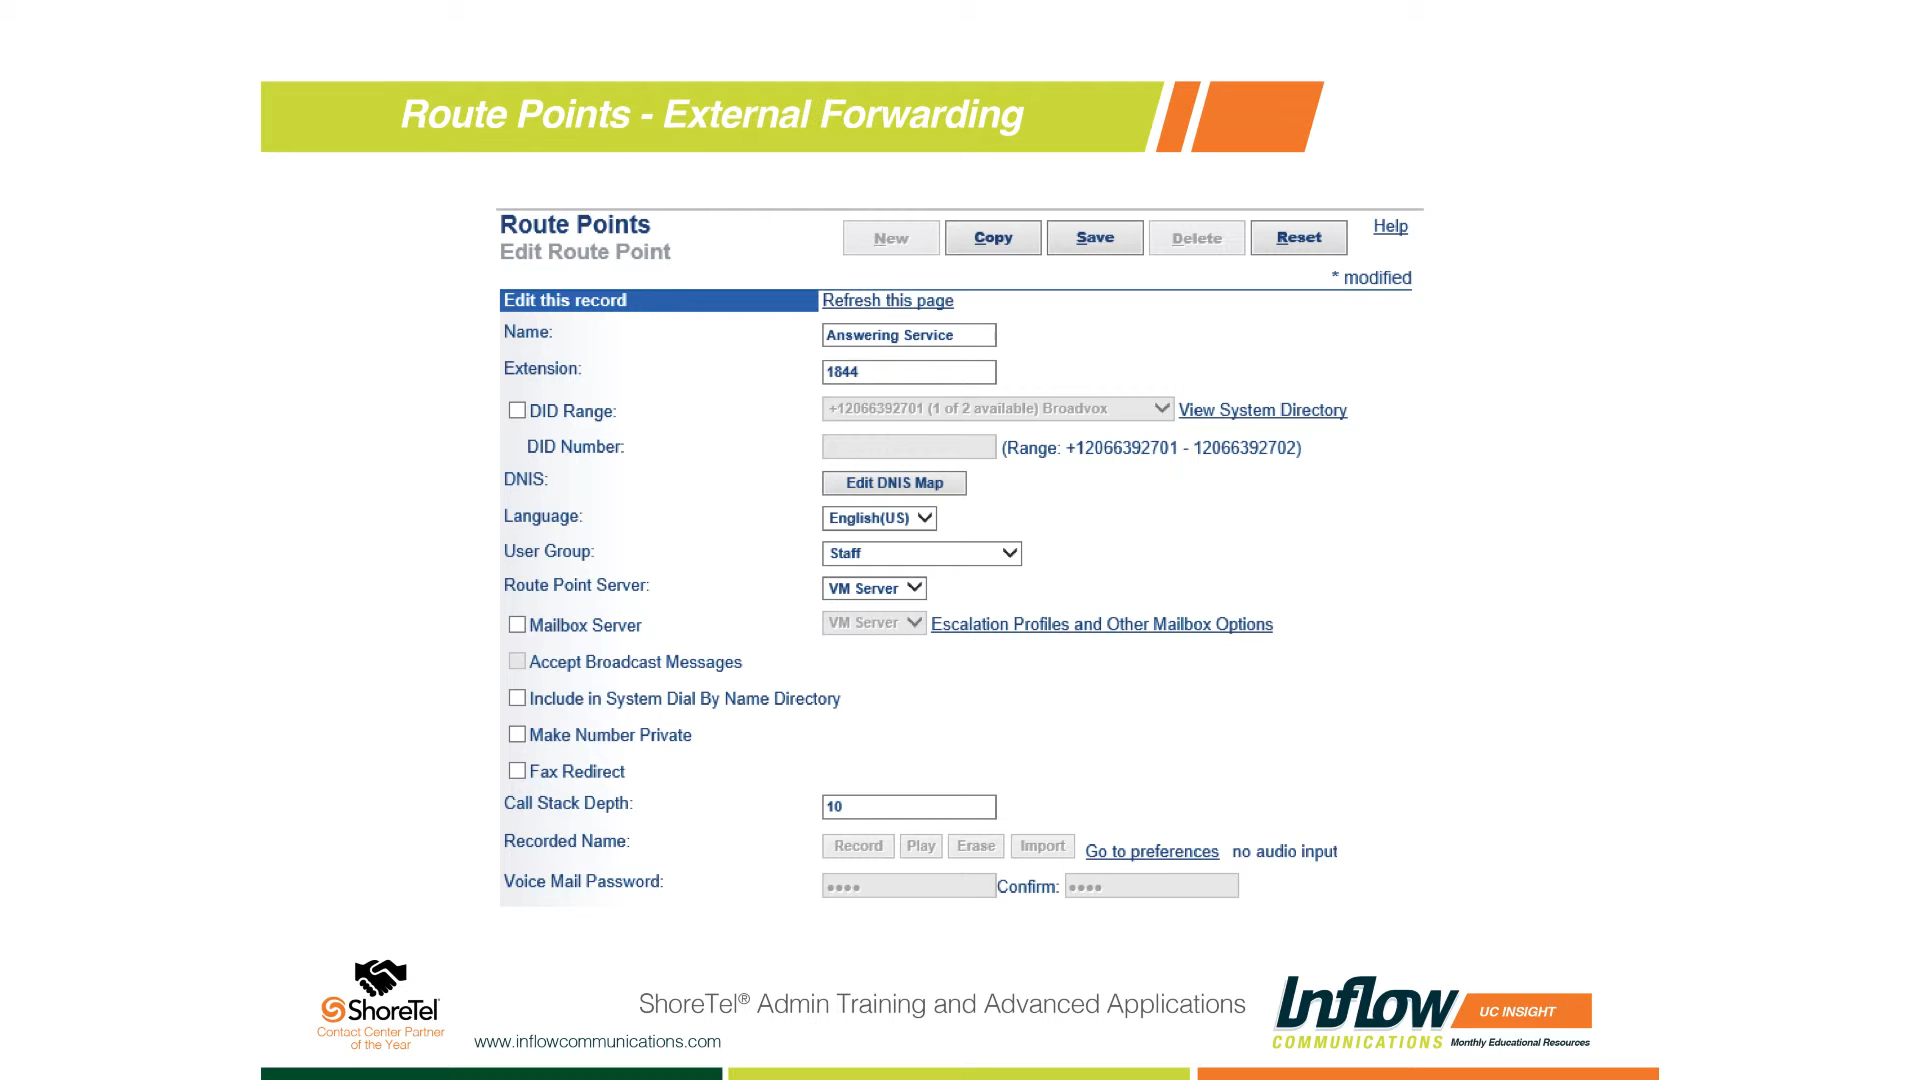 Route Points - External Forwarding
Route Points
Edit Route Point
New Copy Save Delete Reset Help
* modified
Edit this record Refresh this page
Name: Answering Service
Extension: 1844
DID Range: +12066392701 (1 of 2 available) Broadvox View System Directory
DID Number: (Range: +12066392701 - 12066392702)
DNIS: Edit DNIS Map
Language: English(US)
User Group: Staff
Route Point Server: VM Server
Mailbox Server VM Server Escalation Profiles and Other Mailbox Options
Accept Broadcast Messages
Include in System Dial By Name Directory
Make Number Private
Fax Redirect
Call Stack Depth: 10
Recorded Name: Record Play Erase Import Go to preferences no audio input
Voice Mail Password: •••• Confirm: ••••
ShoreTel®
Contact Center Partner
of the Year
ShoreTel® Admin Training and Advanced Applications
www.inflowcommunications.com
Inflow
COMMUNICATIONS
UC INSIGHT
Monthly Educational Resources